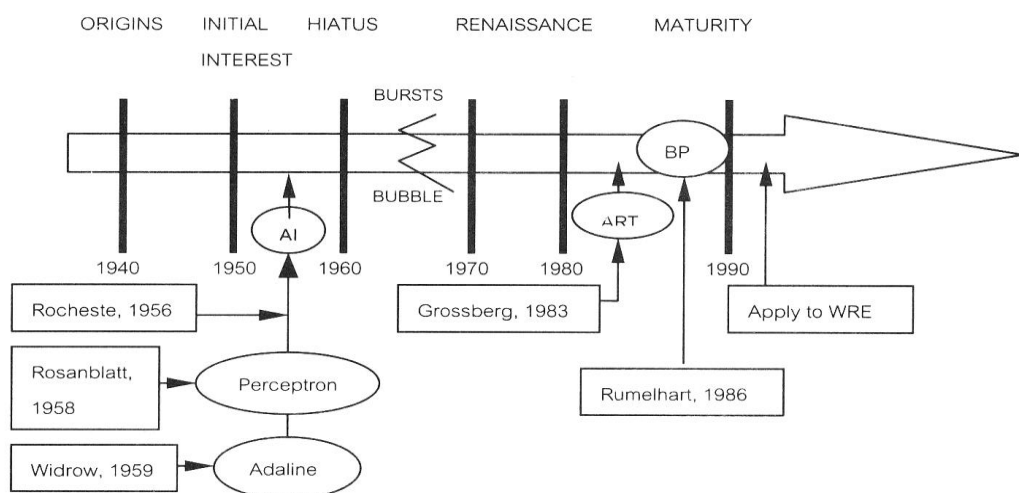 ORIGINS INITIAL HIATUS RENAISSANCE MATURITY
INTEREST
BURSTS
BP
BUBBLE
AI
ART
1940 1950 1960 1970 1980 1990
Rocheste, 1956
Grossberg, 1983
Apply to WRE
Rosanblatt,
1958
Perceptron
Rumelhart, 1986
Widrow, 1959
Adaline